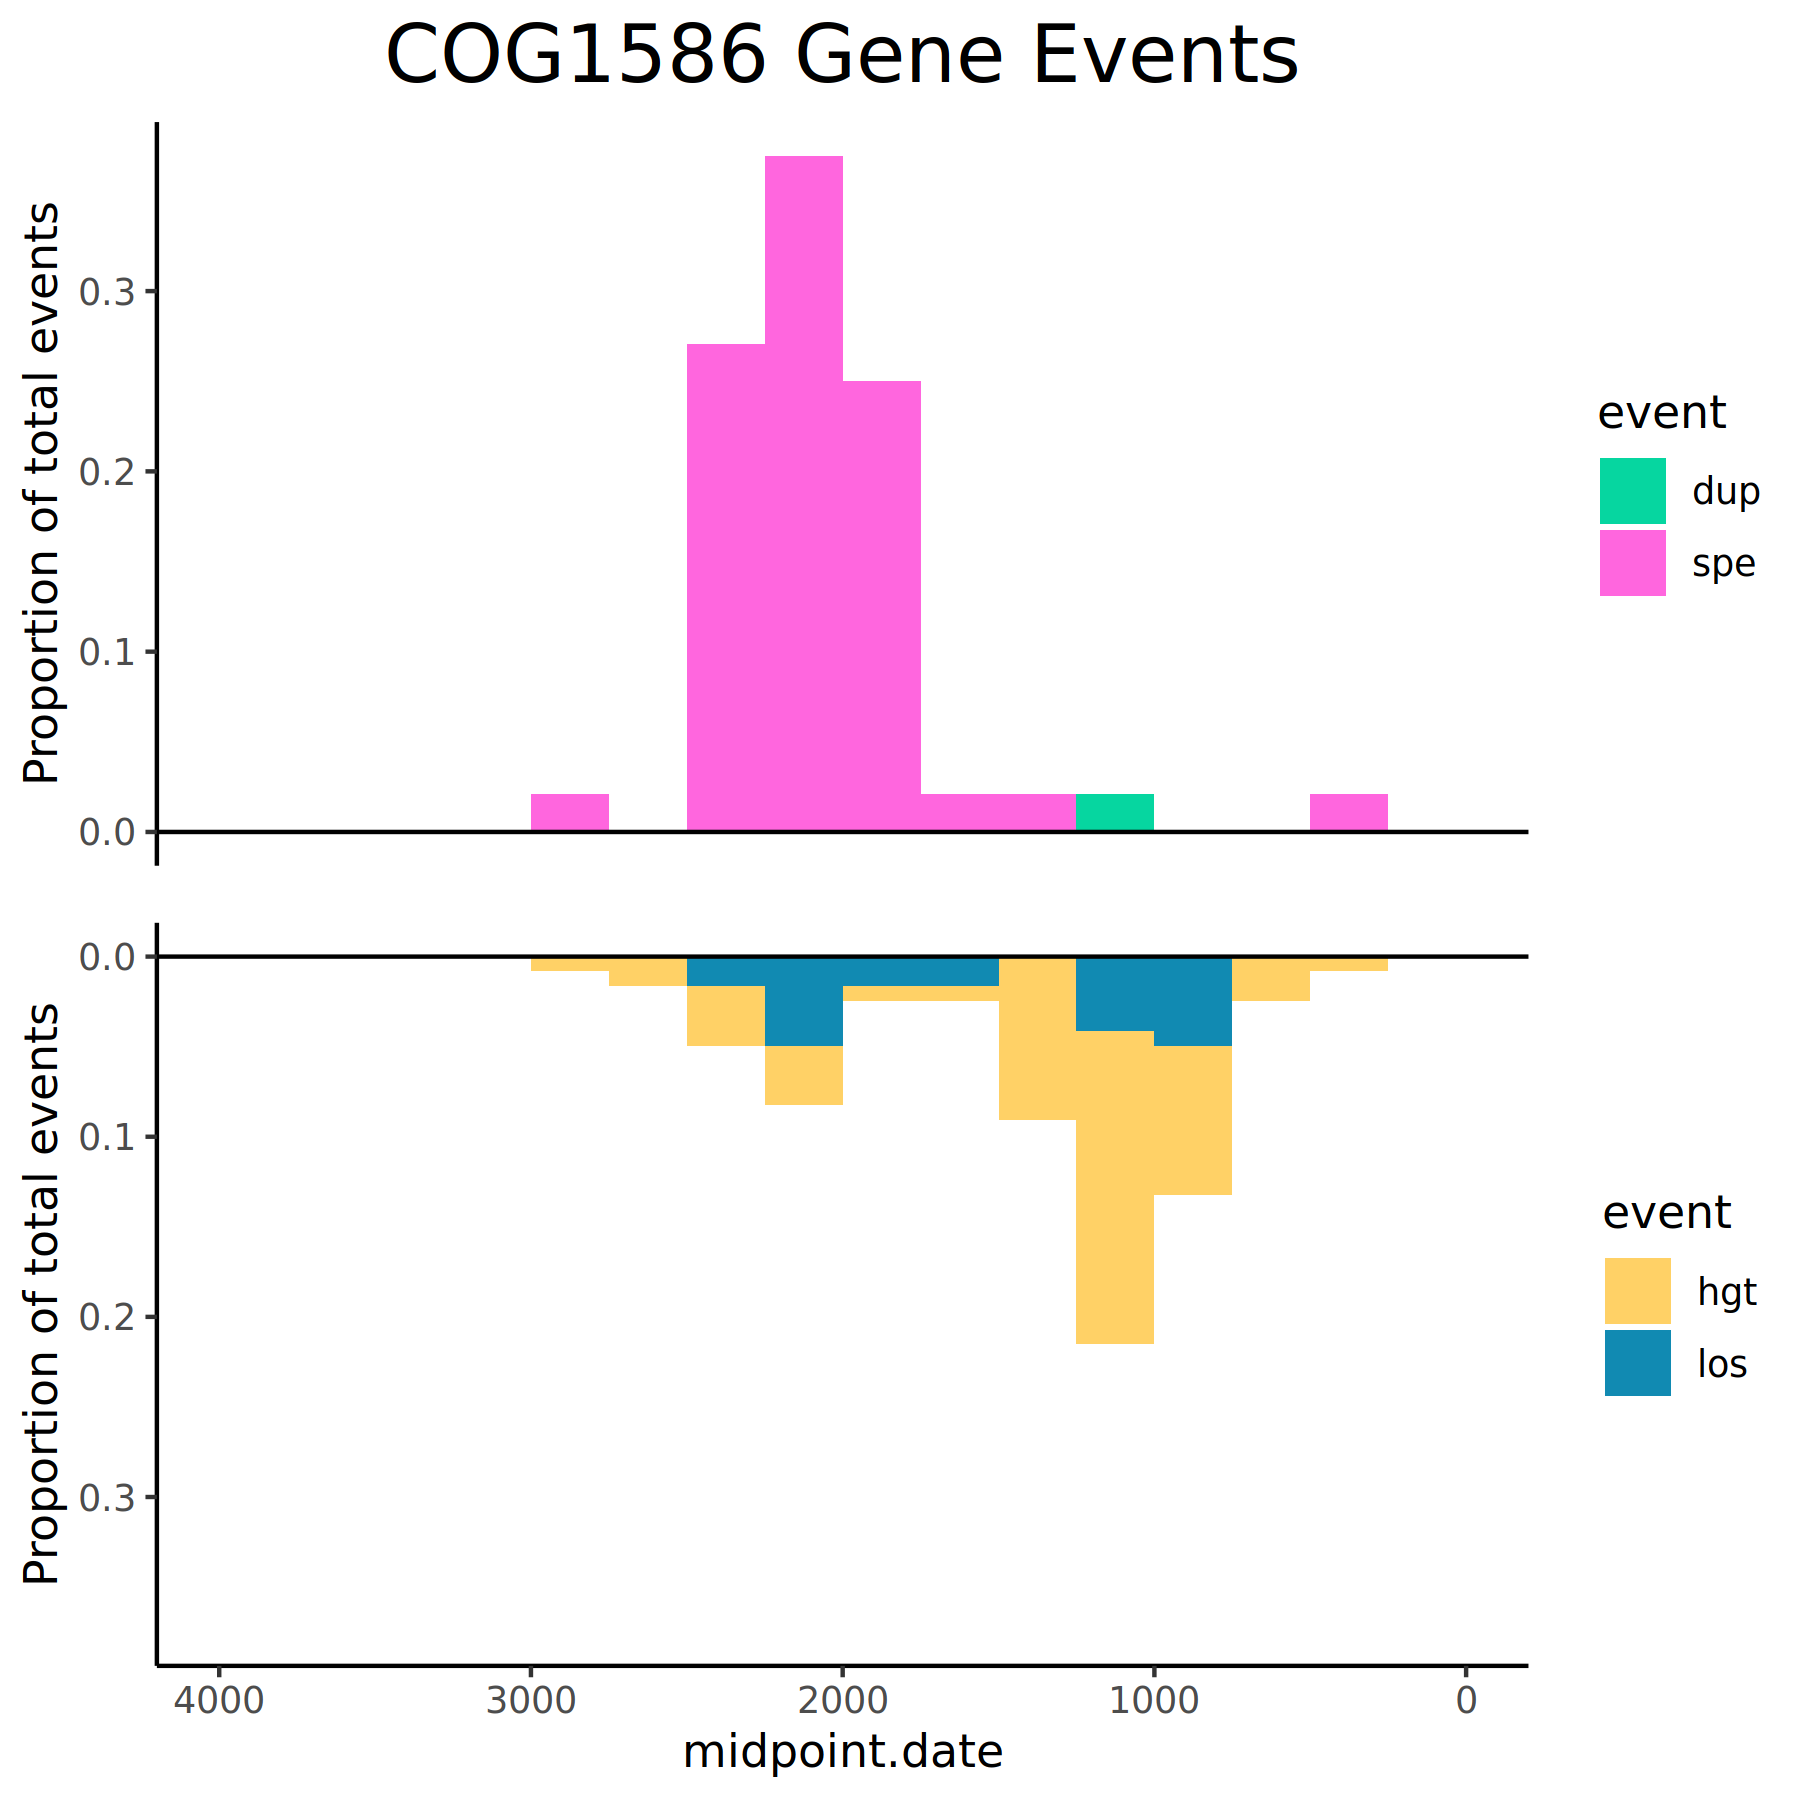 COG1586 Gene Events
Proportion of total events
0.3
0.2
0.1
0.0
event
dup
spe
Proportion of total events
0.0
0.1
0.2
0.3
event
hgt
los
4000 3000 2000 1000 0
midpoint.date